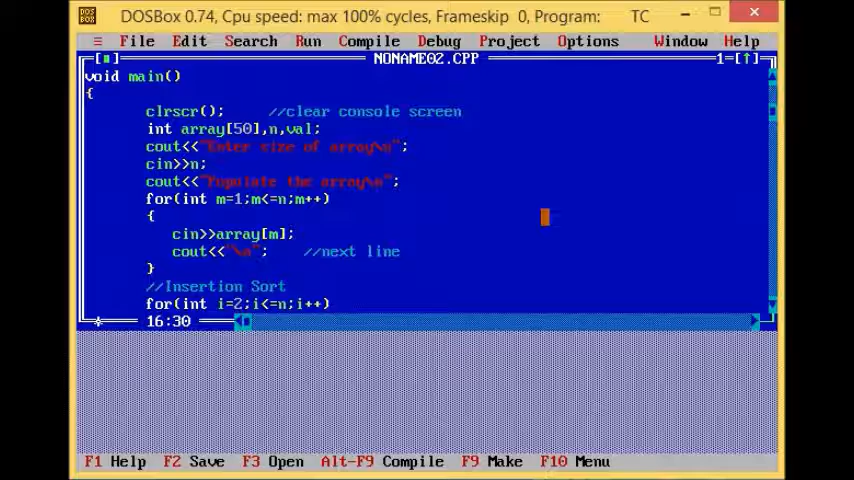 DOSBox 0.74, Cpu speed: max 100% cycles, Frameskip 0, Program: TC
≡ File Edit Search Run Compile Debug Project Options Window Help
[■] NONAME02.CPP 1=[↑]
void main()
{
clrscr(); //clear console screen
int array[50],n,val;
cout<<"Enter size of array\n";
cin>>n;
cout<<"Populate the array\n";
for(int m=1;m<=n;m++)
{
cin>>array[m];
cout<<"\n"; //next line
}
//Insertion Sort
for(int i=2;i<=n;i++)
16:30
F1 Help F2 Save F3 Open Alt-F9 Compile F9 Make F10 Menu